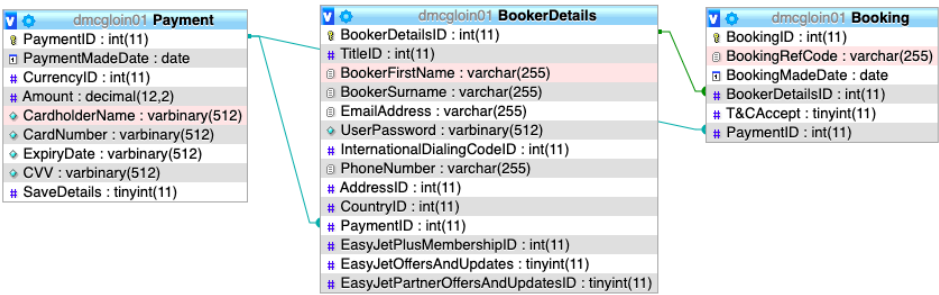 dmcgloin01 Payment
PaymentID : int(11)
PaymentMadeDate : date
CurrencyID : int(11)
Amount : decimal(12,2)
CardholderName : varbinary(512)
CardNumber : varbinary(512)
ExpiryDate : varbinary(512)
CVV : varbinary(512)
SaveDetails : tinyint(11)
dmcgloin01 BookerDetails
BookerDetailsID : int(11)
TitleID : int(11)
BookerFirstName : varchar(255)
BookerSurname : varchar(255)
EmailAddress : varchar(255)
UserPassword : varbinary(512)
InternationalDialingCodeID : int(11)
PhoneNumber : varchar(255)
AddressID : int(11)
CountryID : int(11)
PaymentID : int(11)
EasyJetPlusMembershipID : int(11)
EasyJetOffersAndUpdates : tinyint(11)
EasyJetPartnerOffersAndUpdatesID : tinyint(11)
dmcgloin01 Booking
BookingID : int(11)
BookingRefCode : varchar(255)
BookingMadeDate : date
BookerDetailsID : int(11)
T&CAccept : tinyint(11)
PaymentID : int(11)